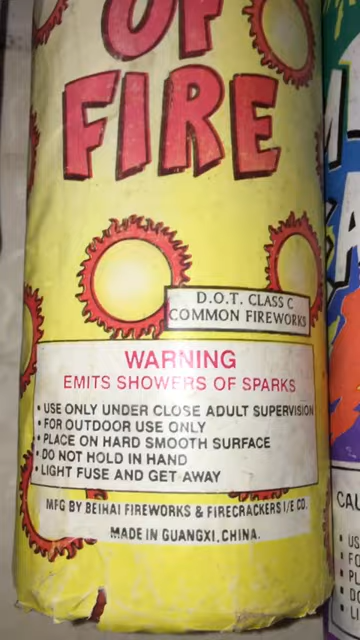 OF
FIRE
D.O.T. CLASS C
COMMON FIREWORKS
WARNING
EMITS SHOWERS OF SPARKS
• USE ONLY UNDER CLOSE ADULT SUPERVISION
• FOR OUTDOOR USE ONLY
• PLACE ON HARD SMOOTH SURFACE
• DO NOT HOLD IN HAND
• LIGHT FUSE AND GET AWAY
MFG BY BEIHAI FIREWORKS & FIRECRACKERS I/E CO.
MADE IN GUANGXI, CHINA.